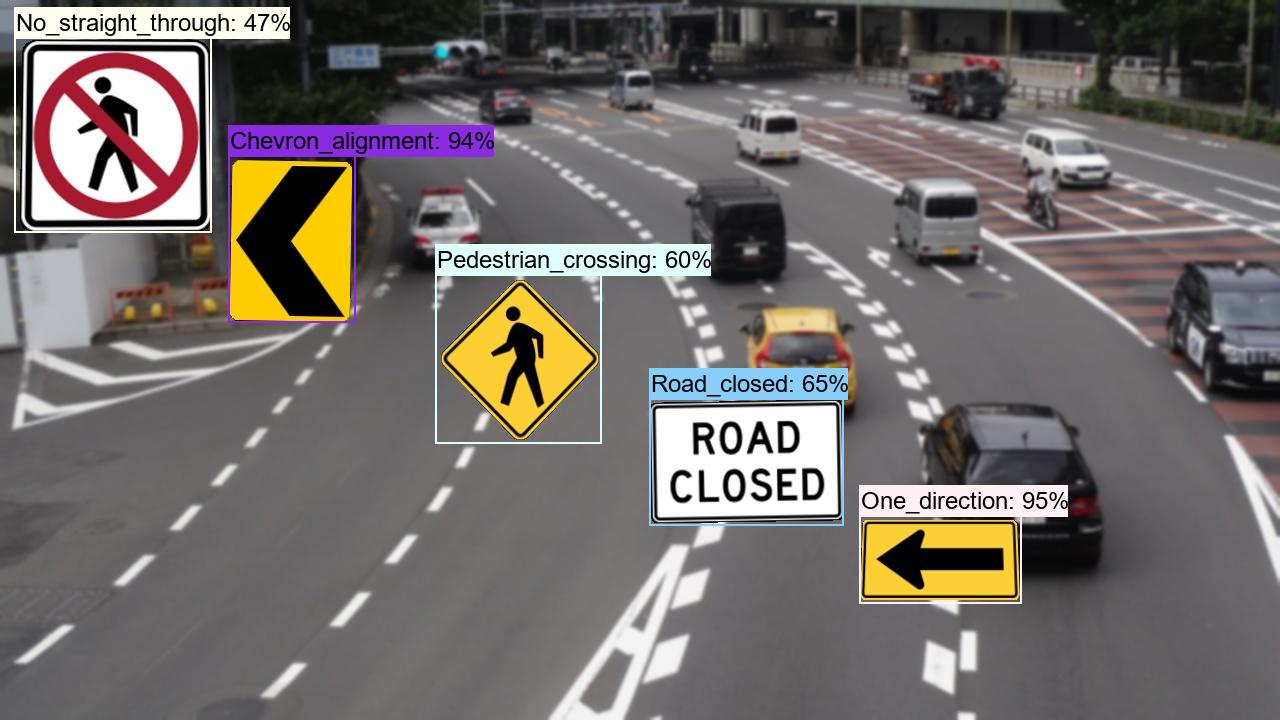 No_straight_through: 47%
Chevron_alignment: 94%
Pedestrian_crossing: 60%
Road_closed: 65%
ROAD
CLOSED
One_direction: 95%